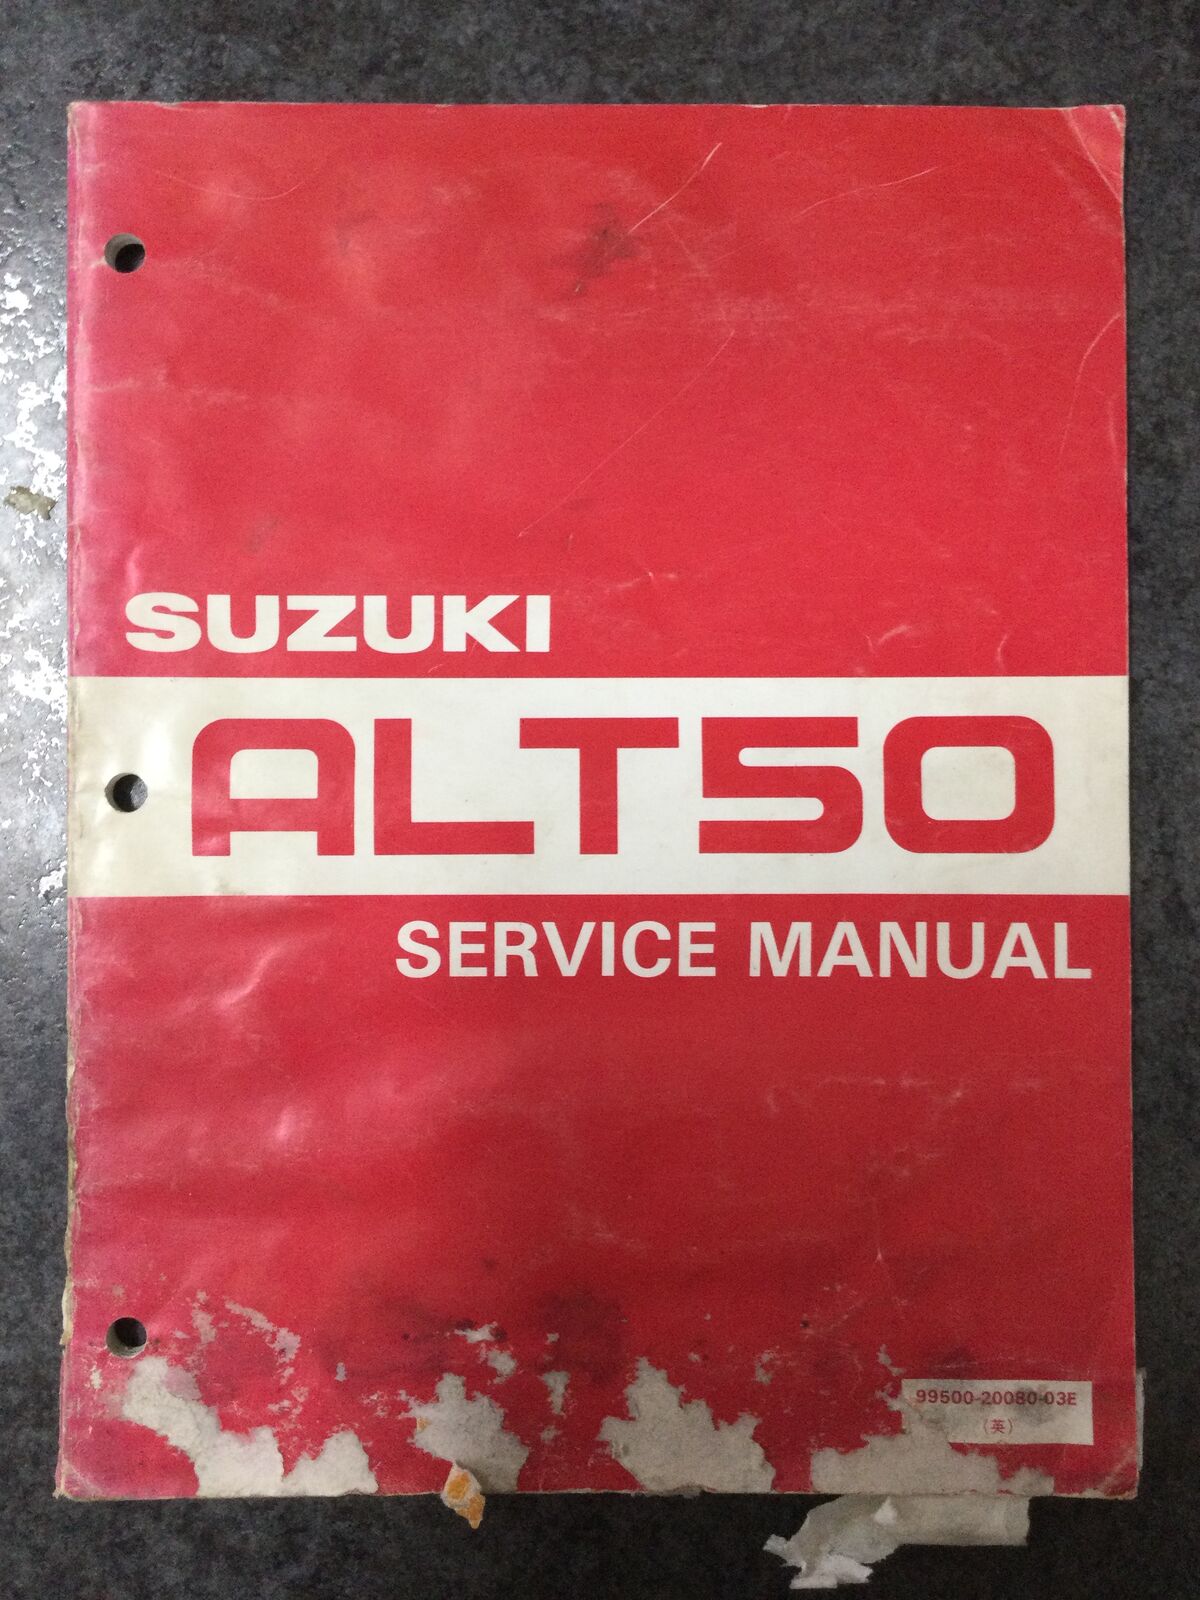 SUZUKI
ALT50
SERVICE MANUAL
99500-20080-03E
(英)